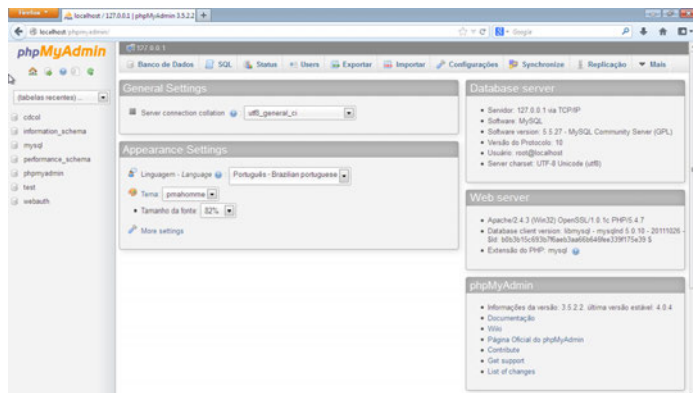 Firefox
localhost / 127.0.0.1 | phpMyAdmin 3.5.2.2
localhost/phpmyadmin/
Google
phpMyAdmin
(tabelas recentes) ...
cdcol
information_schema
mysql
performance_schema
phpmyadmin
test
webauth
127.0.0.1
Banco de Dados SQL Status Users Exportar Importar Configurações Synchronize Replicação Mais
General Settings
Server connection collation utf8_general_ci
Appearance Settings
Linguagem - Language Português - Brazilian portuguese
Tema: pmahomme
Tamanho da fonte: 82%
More settings
Database server
Servidor: 127.0.0.1 via TCP/IP
Software: MySQL
Software version: 5.5.27 - MySQL Community Server (GPL)
Versão do Protocolo: 10
Usuário: root@localhost
Server charset: UTF-8 Unicode (utf8)
Web server
Apache/2.4.3 (Win32) OpenSSL/1.0.1c PHP/5.4.7
Database client version: libmysql - mysqlnd 5.0.10 - 20111026 -
$Id:
Extensão do PHP: mysql
phpMyAdmin
Informações da versão: 3.5.2.2, última versão estável: 4.0.4
Documentação
Wiki
Página Oficial do phpMyAdmin
Contribute
Get support
List of changes